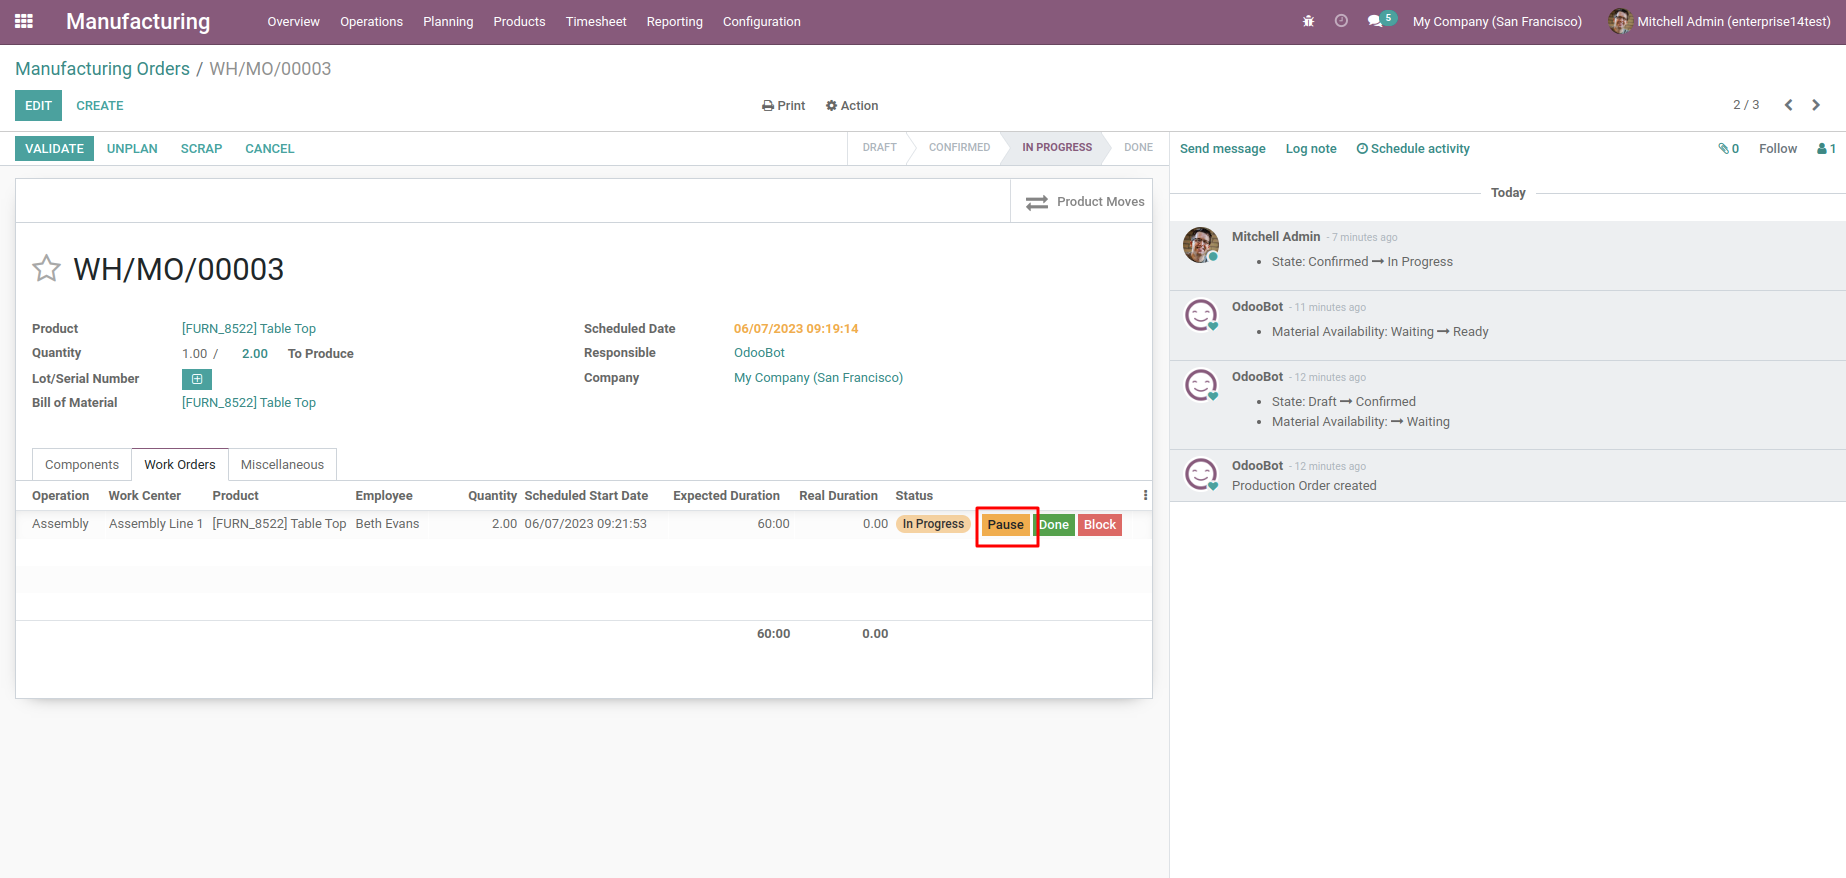 Manufacturing Overview Operations Planning Products Timesheet Reporting Configuration 5 My Company (San Francisco) Mitchell Admin (enterprise14test)
Manufacturing Orders / WH/MO/00003
EDIT CREATE Print Action 2 / 3
VALIDATE UNPLAN SCRAP CANCEL DRAFT CONFIRMED IN PROGRESS DONE
Product Moves
WH/MO/00003
Product [FURN_8522] Table Top
Quantity 1.00 / 2.00 To Produce
Lot/Serial Number
Bill of Material [FURN_8522] Table Top
Scheduled Date 06/07/2023 09:19:14
Responsible OdooBot
Company My Company (San Francisco)
Components Work Orders Miscellaneous
Operation Work Center Product Employee Quantity Scheduled Start Date Expected Duration Real Duration Status
Assembly Assembly Line 1 [FURN_8522] Table Top Beth Evans 2.00 06/07/2023 09:21:53 60:00 0.00 In Progress Pause Done Block
60:00 0.00
Send message Log note Schedule activity 0 Follow 1
Today
Mitchell Admin - 7 minutes ago
• State: Confirmed → In Progress
OdooBot - 11 minutes ago
• Material Availability: Waiting → Ready
OdooBot - 12 minutes ago
• State: Draft → Confirmed
• Material Availability: → Waiting
OdooBot - 12 minutes ago
Production Order created